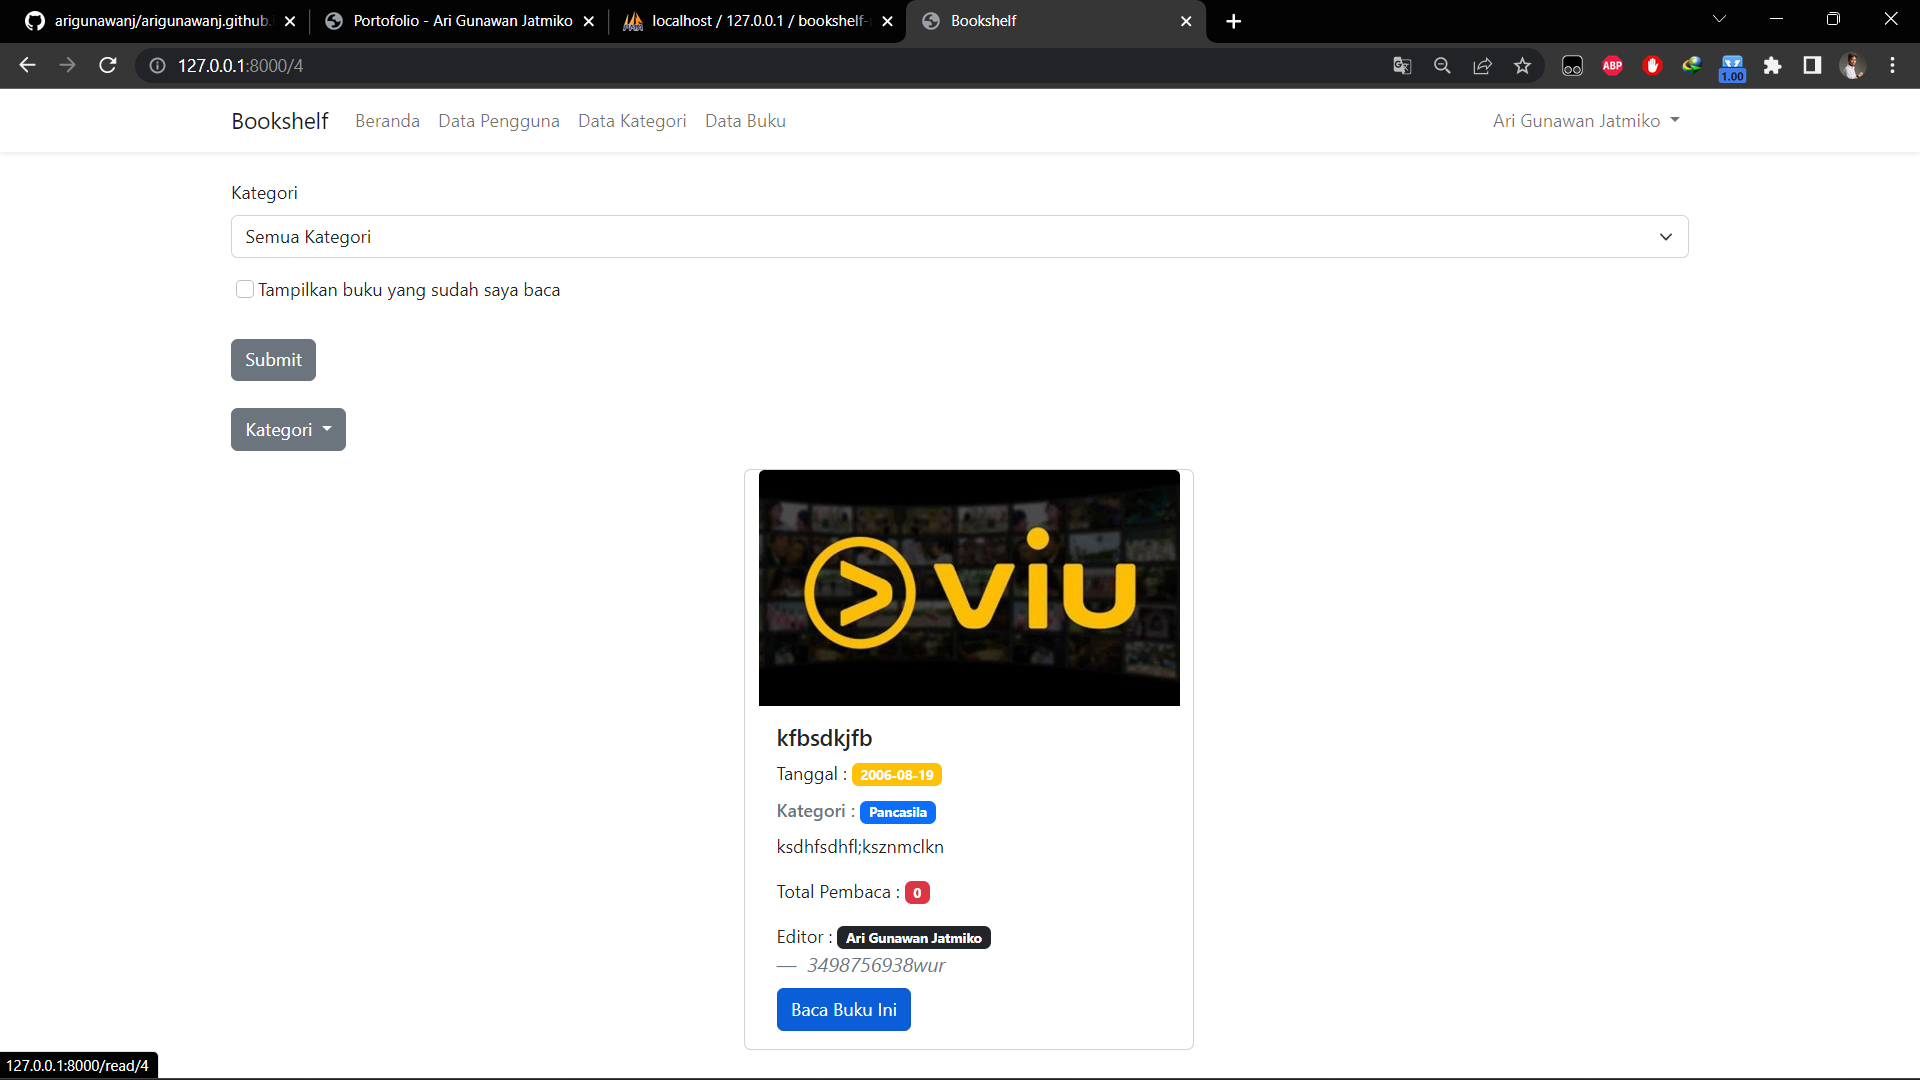 arigunawanj/arigunawanj.github.
Portofolio - Ari Gunawan Jatmiko
localhost / 127.0.0.1 / bookshelf-
Bookshelf
127.0.0.1:8000/4
ABP
1.00
Bookshelf
Beranda
Data Pengguna
Data Kategori
Data Buku
Ari Gunawan Jatmiko
Kategori
Semua Kategori
Tampilkan buku yang sudah saya baca
Submit
Kategori
viu
kfbsdkjfb
Tanggal : 2006-08-19
Kategori : Pancasila
ksdhfsdhfl;ksznmclkn
Total Pembaca : 0
Editor : Ari Gunawan Jatmiko
— 3498756938wur
Baca Buku Ini
127.0.0.1:8000/read/4